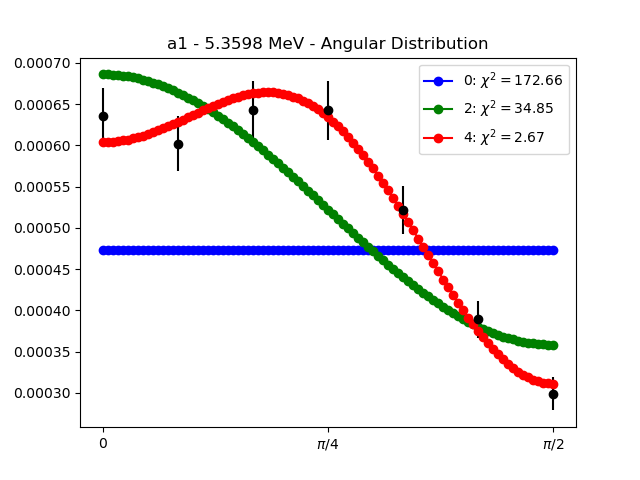 a1 - 5.3598 MeV - Angular Distribution
0.00070
0.00065
0.00060
0.00055
0.00050
0.00045
0.00040
0.00035
0.00030
0: χ² = 172.66
2: χ² = 34.85
4: χ² = 2.67
0 π/4 π/2